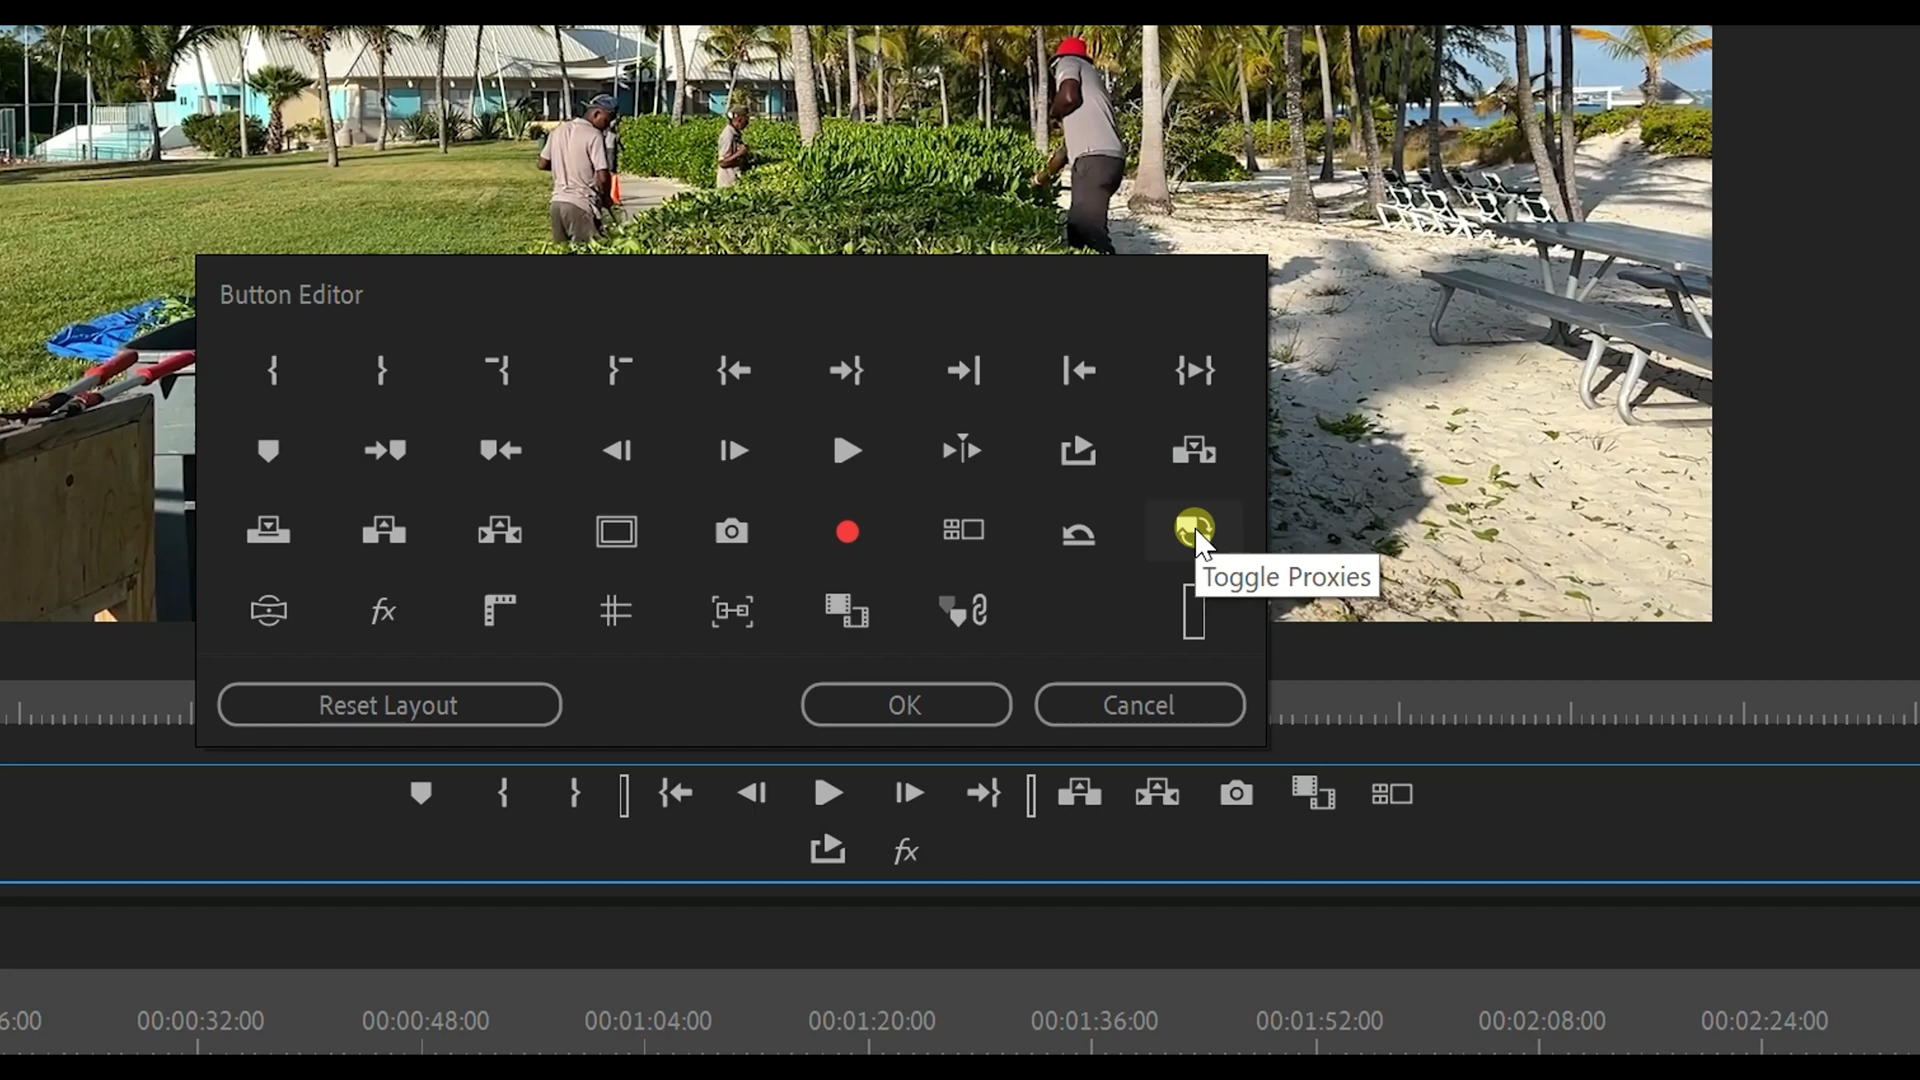 Button Editor
Toggle Proxies
fx
Reset Layout
OK
Cancel
fx
6:00
00:00:32:00
00:00:48:00
00:01:04:00
00:01:20:00
00:01:36:00
00:01:52:00
00:02:08:00
00:02:24:00